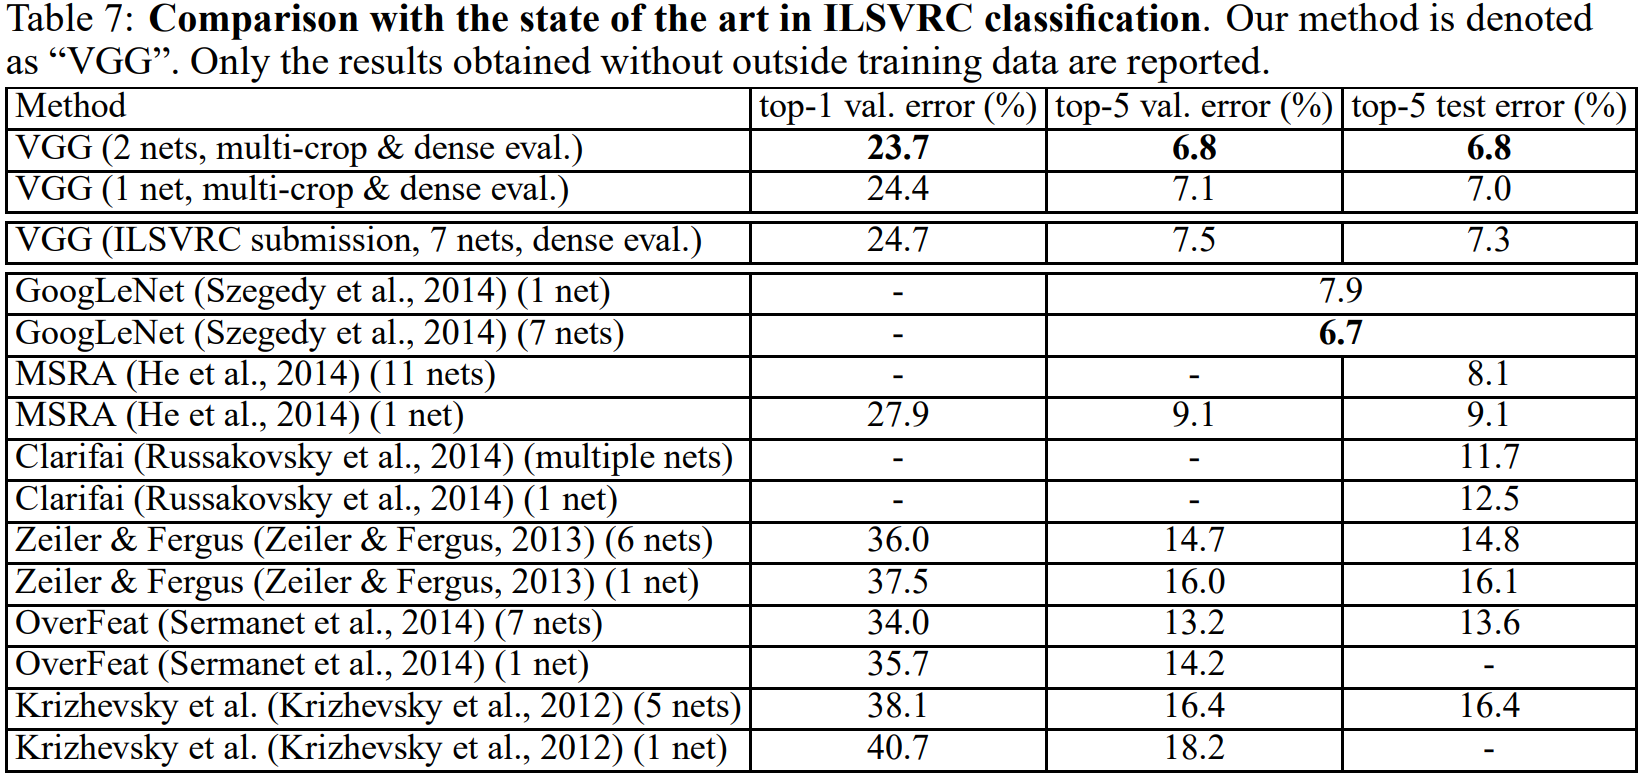 Table 7: Comparison with the state of the art in ILSVRC classification. Our method is denoted
as “VGG”. Only the results obtained without outside training data are reported.
Method top-1 val. error (%) top-5 val. error (%) top-5 test error (%)
VGG (2 nets, multi-crop & dense eval.) 23.7 6.8 6.8
VGG (1 net, multi-crop & dense eval.) 24.4 7.1 7.0
VGG (ILSVRC submission, 7 nets, dense eval.) 24.7 7.5 7.3
GoogLeNet (Szegedy et al., 2014) (1 net) - 7.9
GoogLeNet (Szegedy et al., 2014) (7 nets) - 6.7
MSRA (He et al., 2014) (11 nets) - - 8.1
MSRA (He et al., 2014) (1 net) 27.9 9.1 9.1
Clarifai (Russakovsky et al., 2014) (multiple nets) - - 11.7
Clarifai (Russakovsky et al., 2014) (1 net) - - 12.5
Zeiler & Fergus (Zeiler & Fergus, 2013) (6 nets) 36.0 14.7 14.8
Zeiler & Fergus (Zeiler & Fergus, 2013) (1 net) 37.5 16.0 16.1
OverFeat (Sermanet et al., 2014) (7 nets) 34.0 13.2 13.6
OverFeat (Sermanet et al., 2014) (1 net) 35.7 14.2 -
Krizhevsky et al. (Krizhevsky et al., 2012) (5 nets) 38.1 16.4 16.4
Krizhevsky et al. (Krizhevsky et al., 2012) (1 net) 40.7 18.2 -